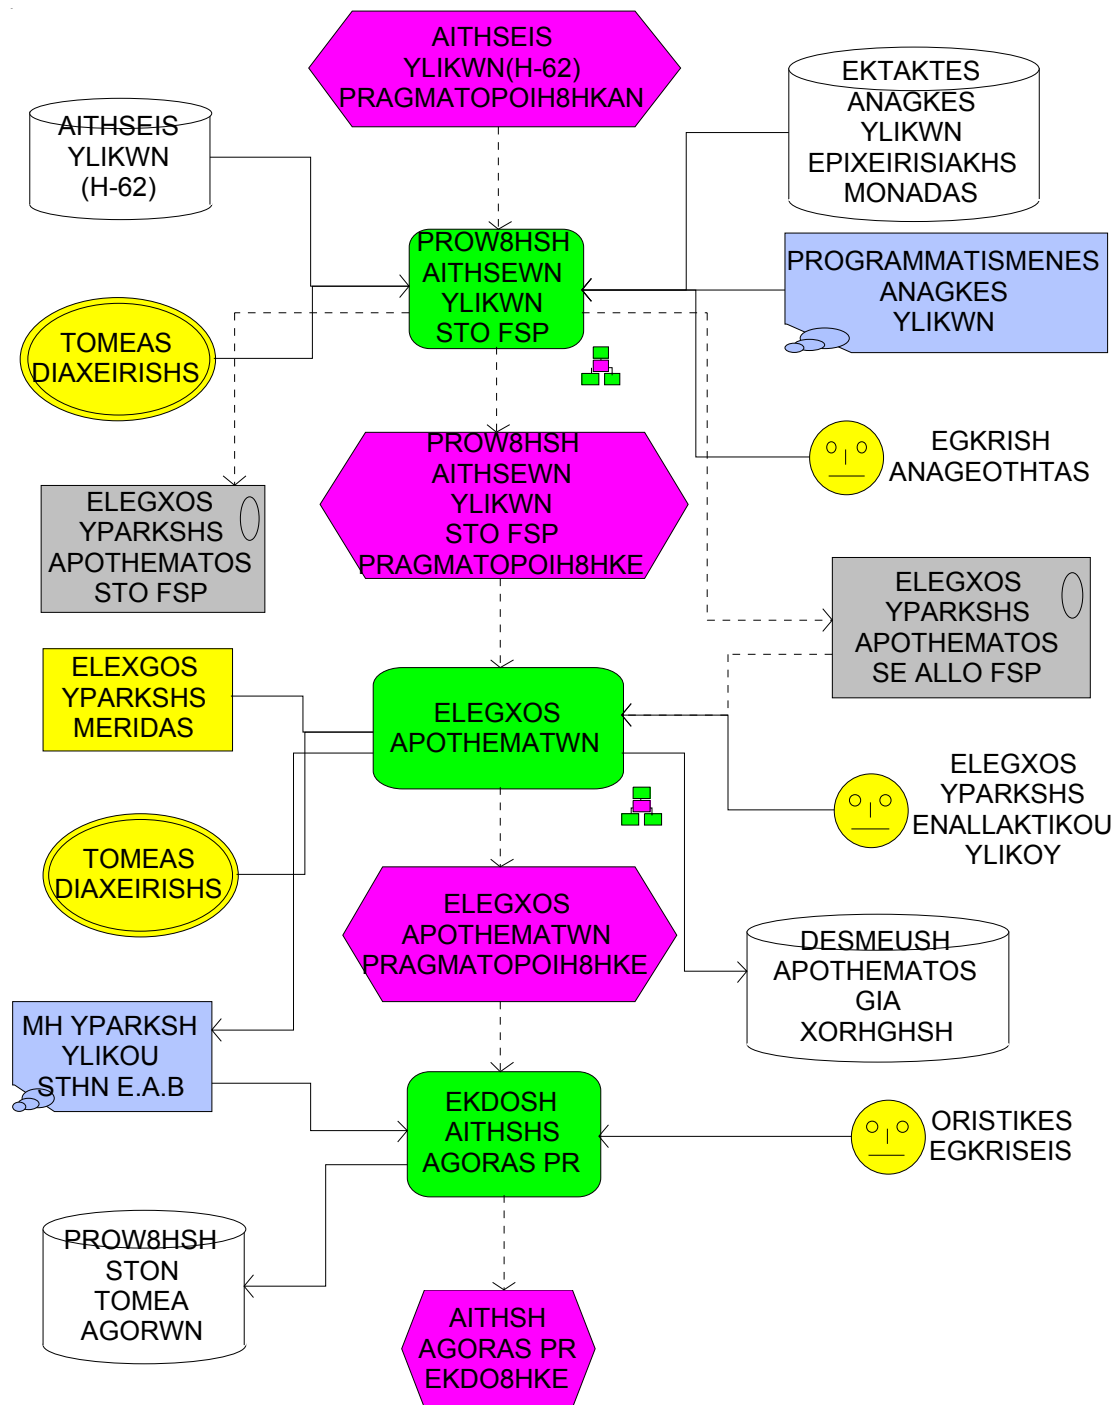 AITHSEIS
YLIKWN(H-62)
PRAGMATOPOIH8HKAN
AITHSEIS
YLIKWN
(H-62)
EKTAKTES
ANAGKES
YLIKWN
EPIXEIRISIAKHS
MONADAS
PROW8HSH
AITHSEWN
YLIKWN
STO FSP
PROGRAMMATISMENES
ANAGKES
YLIKWN
TOMEAS
DIAXEIRISHS
EGKRISH
ANAGEOTHTAS
PROW8HSH
AITHSEWN
YLIKWN
STO FSP
PRAGMATOPOIH8HKE
ELEGXOS
YPARKSHS
APOTHEMATOS
STO FSP
ELEGXOS
YPARKSHS
APOTHEMATOS
SE ALLO FSP
ELEXGOS
YPARKSHS
MERIDAS
ELEGXOS
APOTHEMATWN
ELEGXOS
YPARKSHS
ENALLAKTIKOU
YLIKOY
TOMEAS
DIAXEIRISHS
ELEGXOS
APOTHEMATWN
PRAGMATOPOIH8HKE
DESMEUSH
APOTHEMATOS
GIA
XORHGHSH
MH YPARKSH
YLIKOU
STHN E.A.B
EKDOSH
AITHSHS
AGORAS PR
ORISTIKES
EGKRISEIS
PROW8HSH
STON
TOMEA
AGORWN
AITHSH
AGORAS PR
EKDO8HKE